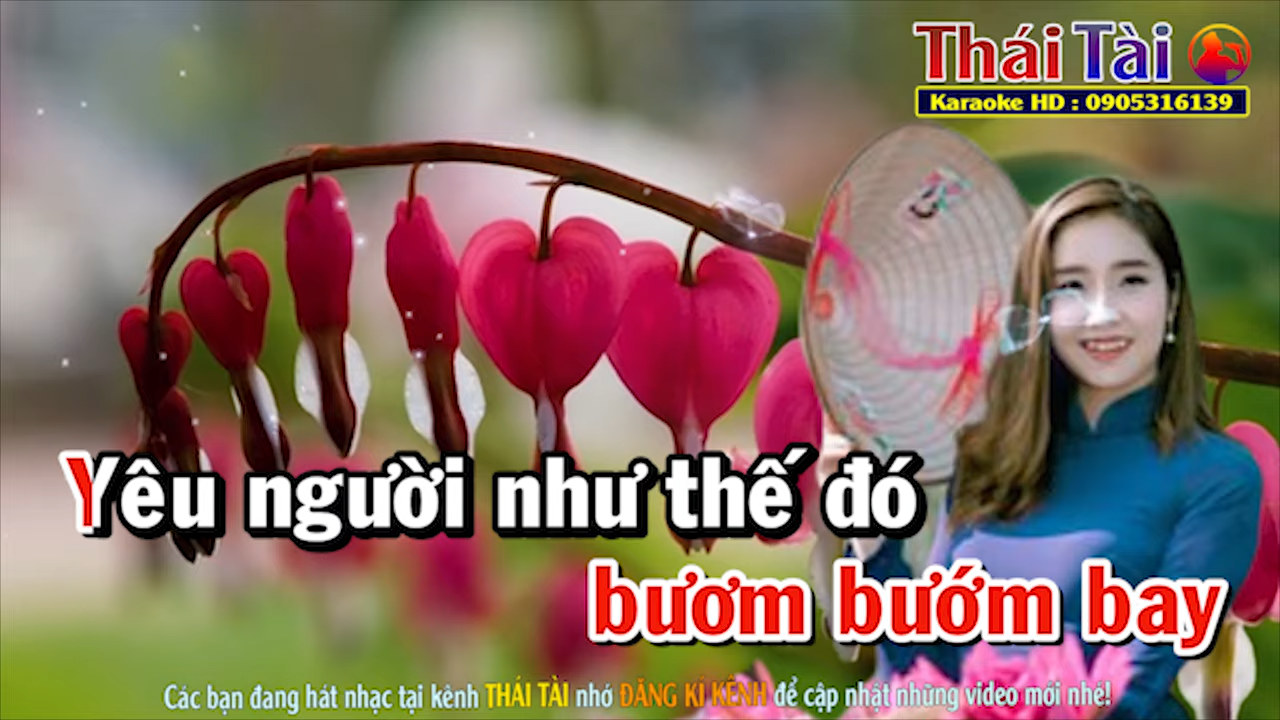 Thái Tài
Karaoke HD : 0905316139
Yêu người như thế đó
bươm bướm bay
Các bạn đang hát nhạc tại kênh THÁI TÀI nhớ ĐĂNG KÍ KÊNH để cập nhật những video mới nhé!